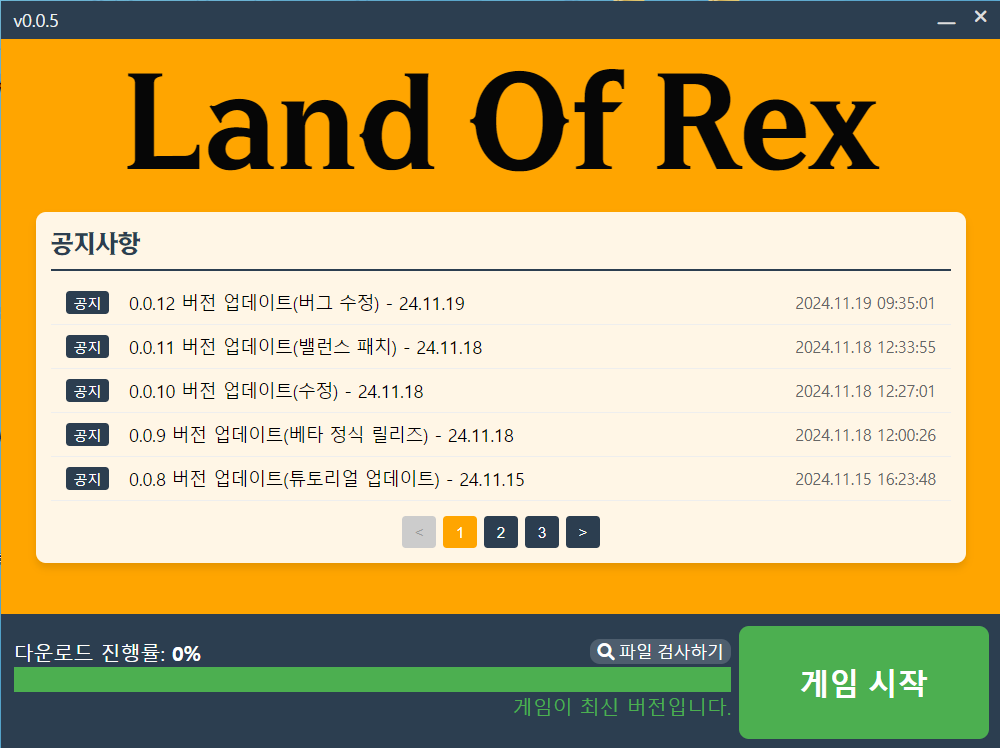 v0.0.5
Land Of Rex
공지사항
공지 0.0.12 버전 업데이트(버그 수정) - 24.11.19 2024.11.19 09:35:01
공지 0.0.11 버전 업데이트(밸런스 패치) - 24.11.18 2024.11.18 12:33:55
공지 0.0.10 버전 업데이트(수정) - 24.11.18 2024.11.18 12:27:01
공지 0.0.9 버전 업데이트(베타 정식 릴리즈) - 24.11.18 2024.11.18 12:00:26
공지 0.0.8 버전 업데이트(튜토리얼 업데이트) - 24.11.15 2024.11.15 16:23:48
< 1 2 3 >
다운로드 진행률: 0% 파일 검사하기
게임이 최신 버전입니다.
게임 시작